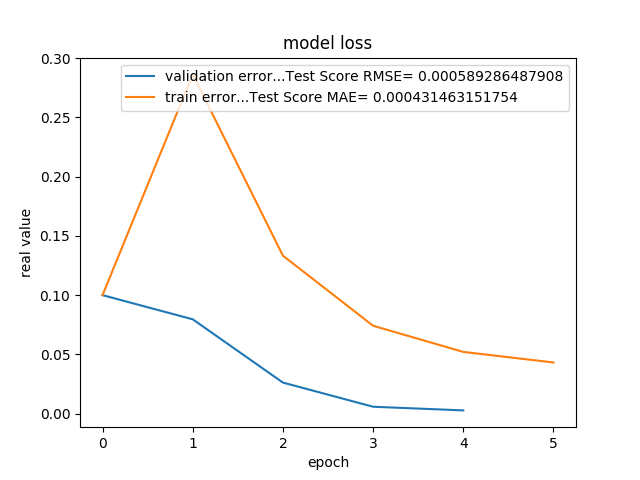 model loss
validation error...Test Score RMSE= 0.000589286487908
train error...Test Score MAE= 0.000431463151754
0.30
0.25
0.20
0.15
0.10
0.05
0.00
real value
0 1 2 3 4 5
epoch